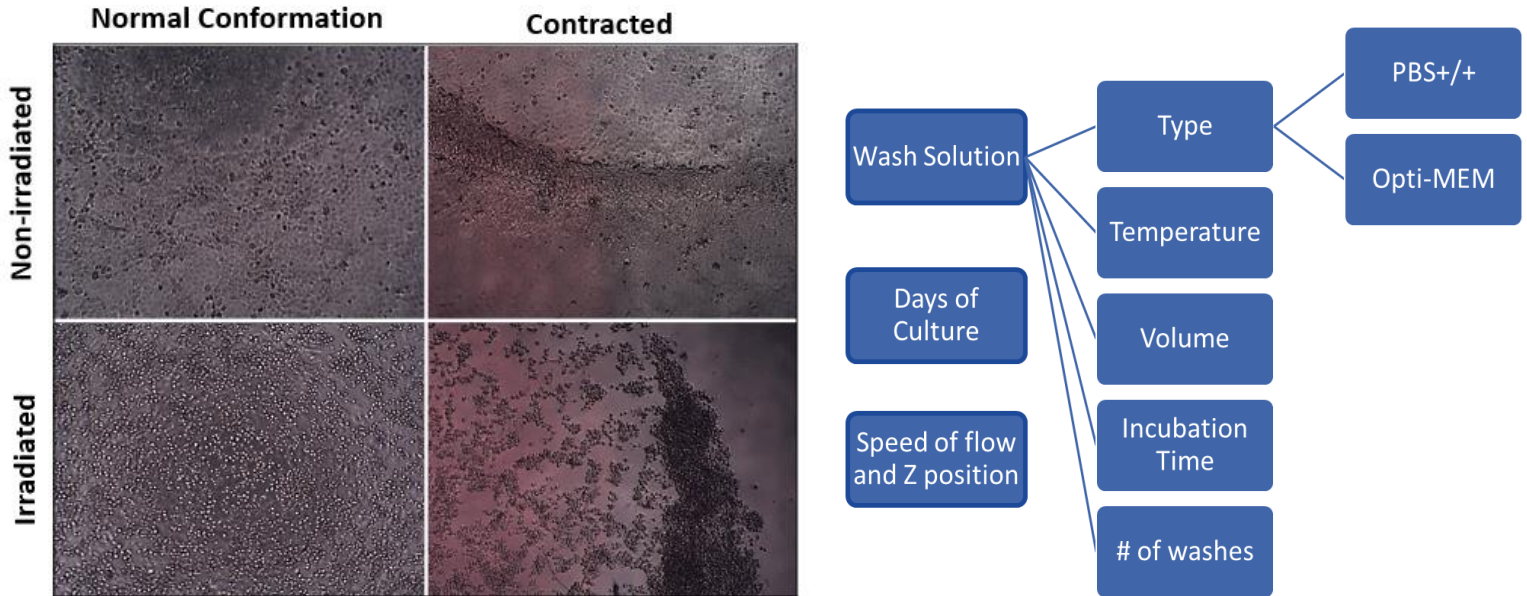 Normal Conformation
Contracted
Non-irradiated
Irradiated
Wash Solution
Days of
Culture
Speed of flow
and Z position
Type
Temperature
Volume
Incubation
Time
# of washes
PBS+/+
Opti-MEM